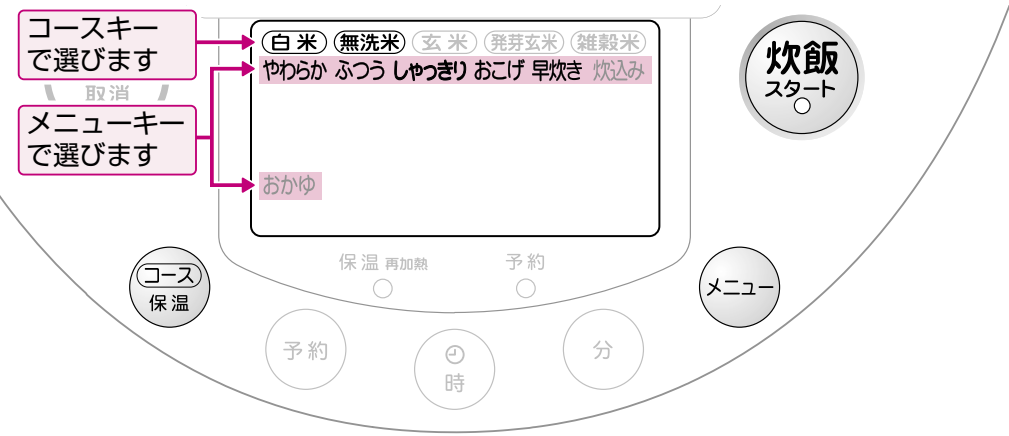 コースキー
で選びます
取消
メニューキー
で選びます
白米 無洗米 玄米 発芽玄米 雑穀米
やわらか ふつう しゃっきり おこげ 早炊き 炊込み
おかゆ
炊飯
スタート
保温 再加熱 予約
コース
保温
メニュー
予約
時
分